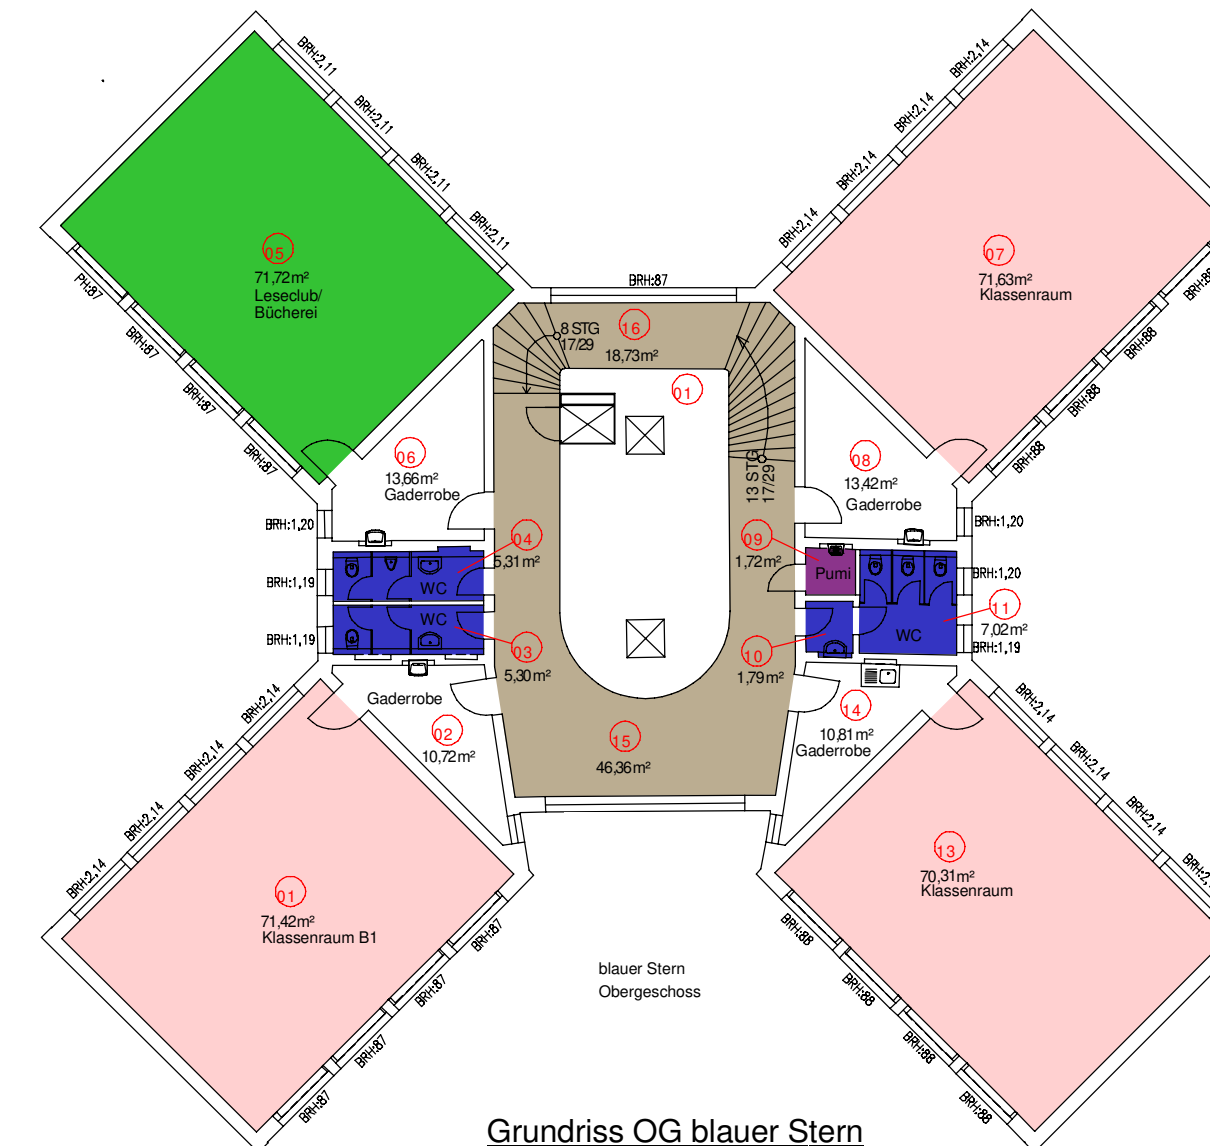 BRH:2,11
BRH:2,11
BRH:2,11
BRH:2,11
05
71,72m²
Leseclub/
Bücherei
PH:87
BRH:87
BRH:87
BRH:87
BRH:2,14
BRH:2,14
BRH:2,14
BRH:2,14
07
71,63m²
Klassenraum
BRH:88
BRH:88
BRH:88
BRH:87
8 STG
17/29
16
18,73m²
01
13 STG
17/29
06
13,66m²
Gaderrobe
08
13,42m²
Gaderrobe
BRH:1,20
BRH:1,20
04
5,31m²
WC
09
1,72m²
Pumi
BRH:1,19
BRH:1,20
WC
03
5,30m²
10
1,79m²
WC
11
7,02m²
BRH:1,19
BRH:1,19
Gaderrobe
02
10,72m²
14
10,81m²
Gaderrobe
15
46,36m²
BRH:2,14
BRH:2,14
BRH:2,14
BRH:2,14
01
71,42m²
Klassenraum B1
BRH:87
BRH:87
BRH:87
BRH:87
BRH:2,14
BRH:2,14
BRH:2,14
13
70,31m²
Klassenraum
BRH:88
BRH:88
BRH:88
BRH:88
blauer Stern
Obergeschoss
Grundriss OG blauer Stern